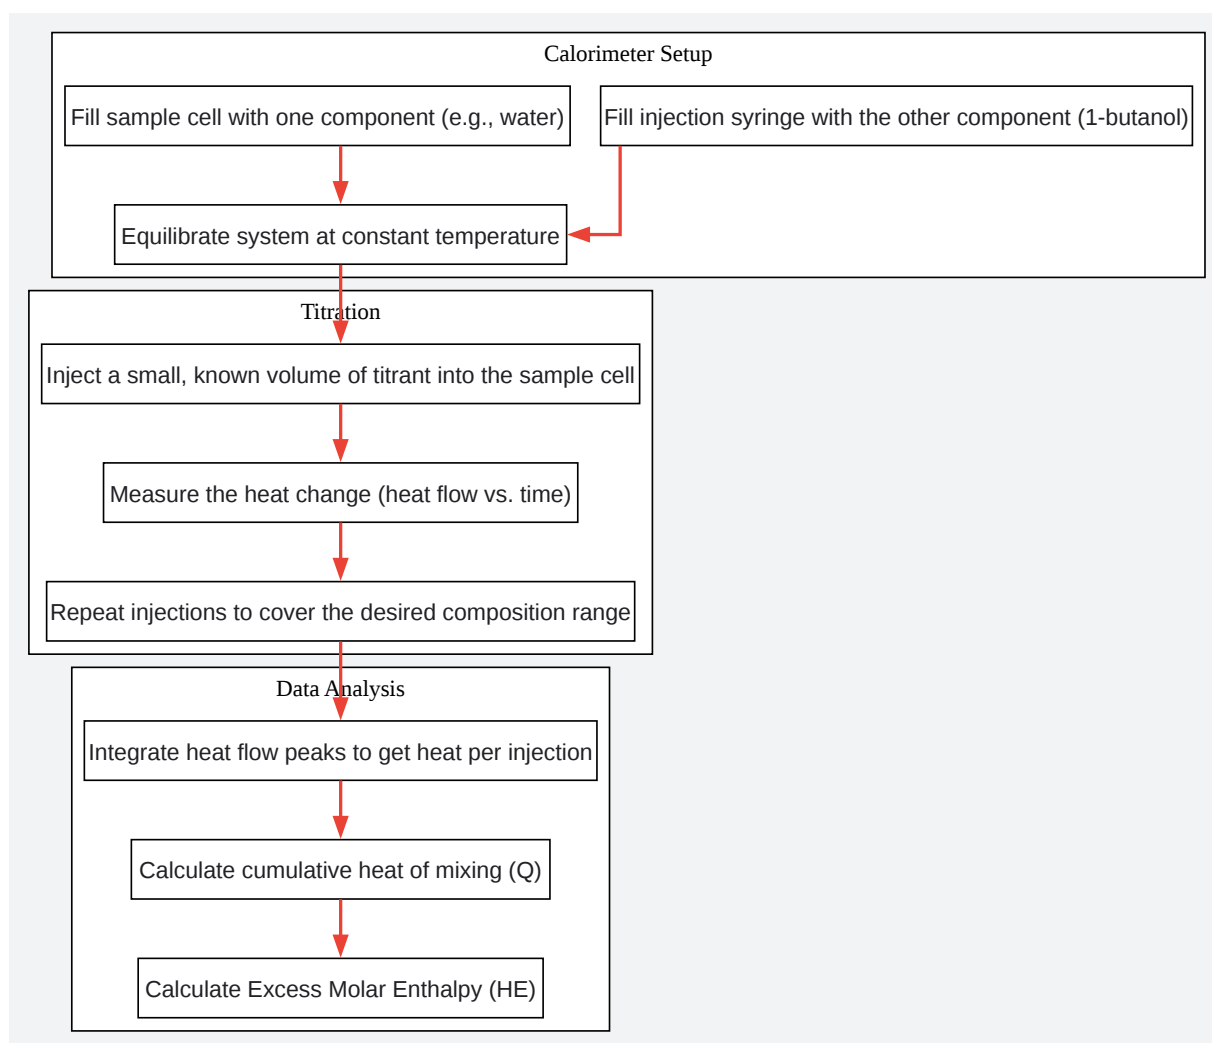 Calorimeter Setup
Fill sample cell with one component (e.g., water)
Fill injection syringe with the other component (1-butanol)
Equilibrate system at constant temperature
Titration
Inject a small, known volume of titrant into the sample cell
Measure the heat change (heat flow vs. time)
Repeat injections to cover the desired composition range
Data Analysis
Integrate heat flow peaks to get heat per injection
Calculate cumulative heat of mixing (Q)
Calculate Excess Molar Enthalpy (HE)